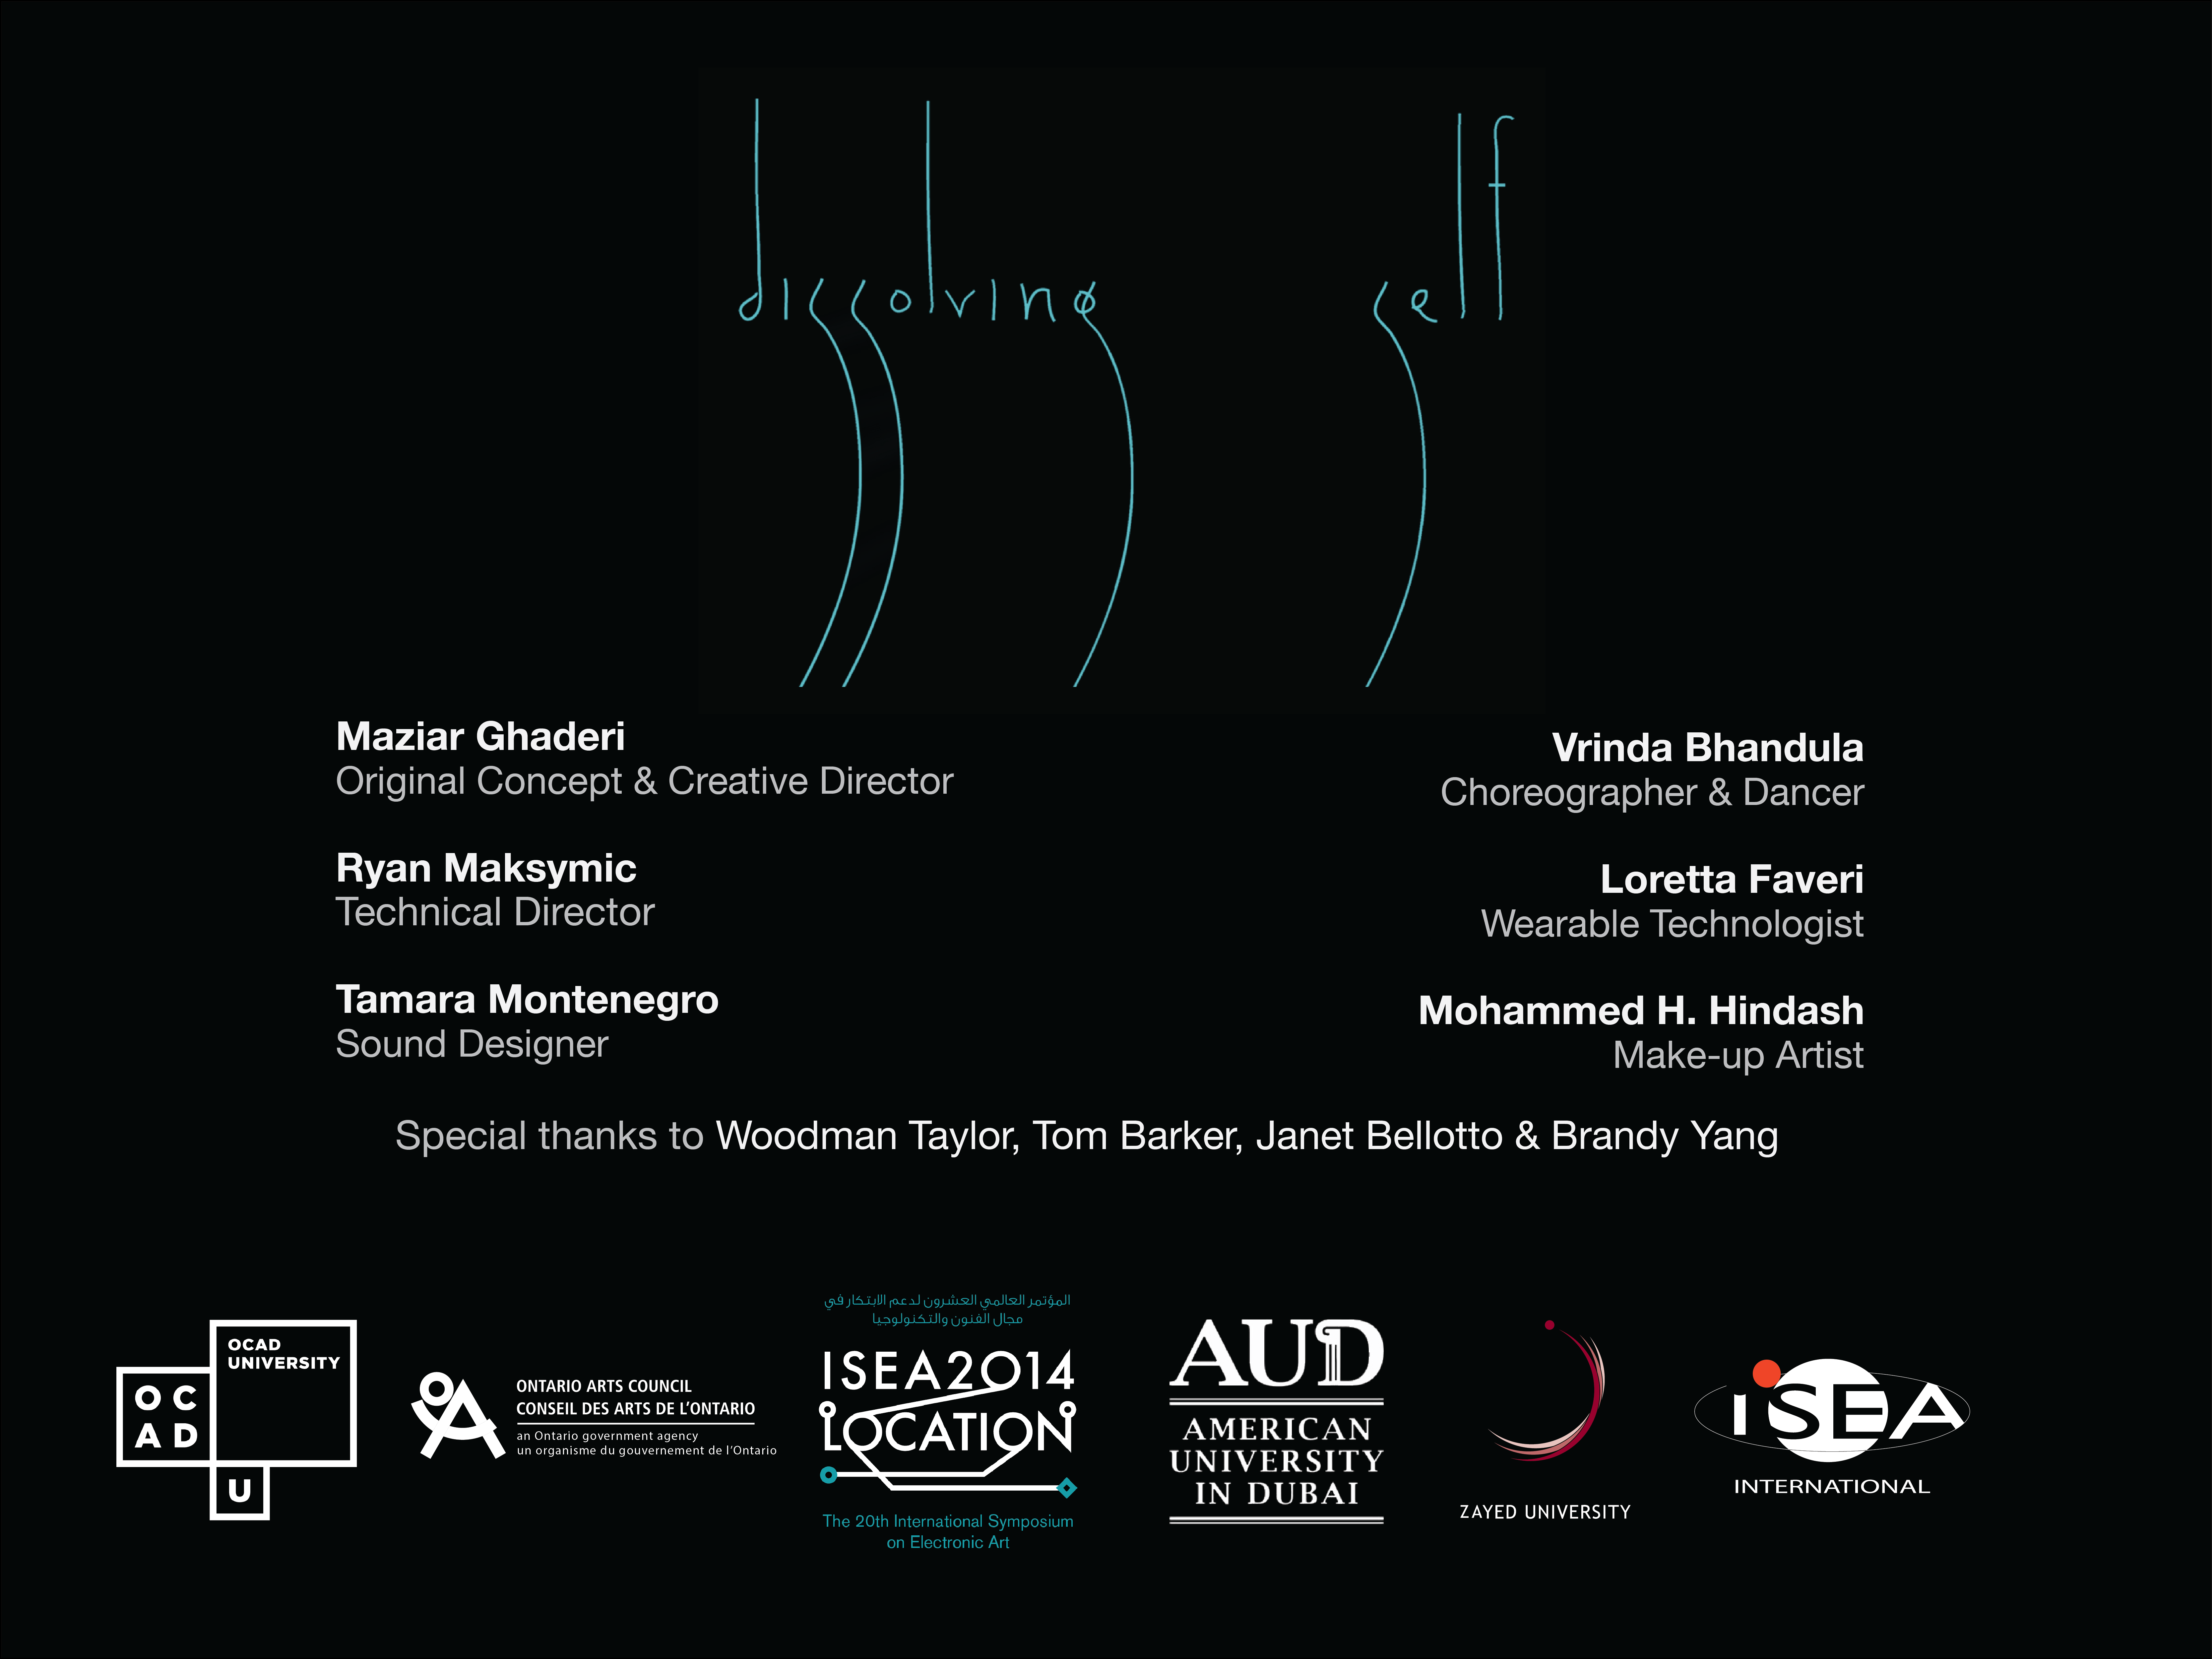 dissolving self
Maziar Ghaderi
Original Concept & Creative Director
Ryan Maksymic
Technical Director
Tamara Montenegro
Sound Designer
Vrinda Bhandula
Choreographer & Dancer
Loretta Faveri
Wearable Technologist
Mohammed H. Hindash
Make-up Artist
Special thanks to Woodman Taylor, Tom Barker, Janet Bellotto & Brandy Yang
OCAD
UNIVERSITY
OC
AD
U
ONTARIO ARTS COUNCIL
CONSEIL DES ARTS DE L'ONTARIO
an Ontario government agency
un organisme du gouvernement de l'Ontario
المؤتمر العالمي العشرون لدعم الابتكار في
مجال الفنون والتكنولوجيا
ISEA2014
LOCATION
The 20th International Symposium
on Electronic Art
AUD
AMERICAN
UNIVERSITY
IN DUBAI
ZAYED UNIVERSITY
iSEA
INTERNATIONAL